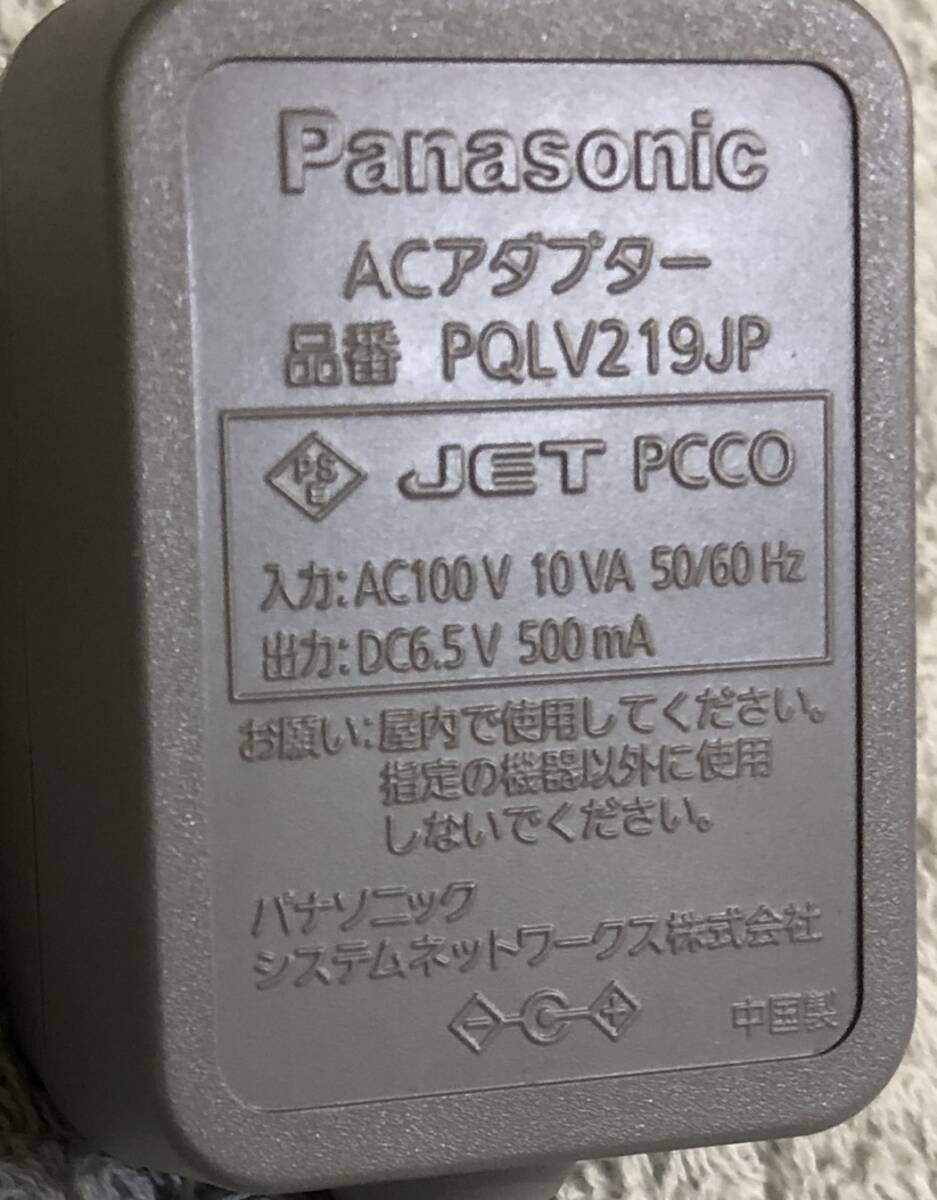 Panasonic
ACアダプター
品番 PQLV219JP
PS
E
JET PCCO
入力:AC100V 10VA 50/60Hz
出力:DC6.5V 500mA
お願い:屋内で使用してください。
指定の機器以外に使用
しないでください。
パナソニック
システムネットワークス株式会社
- C +
中国製